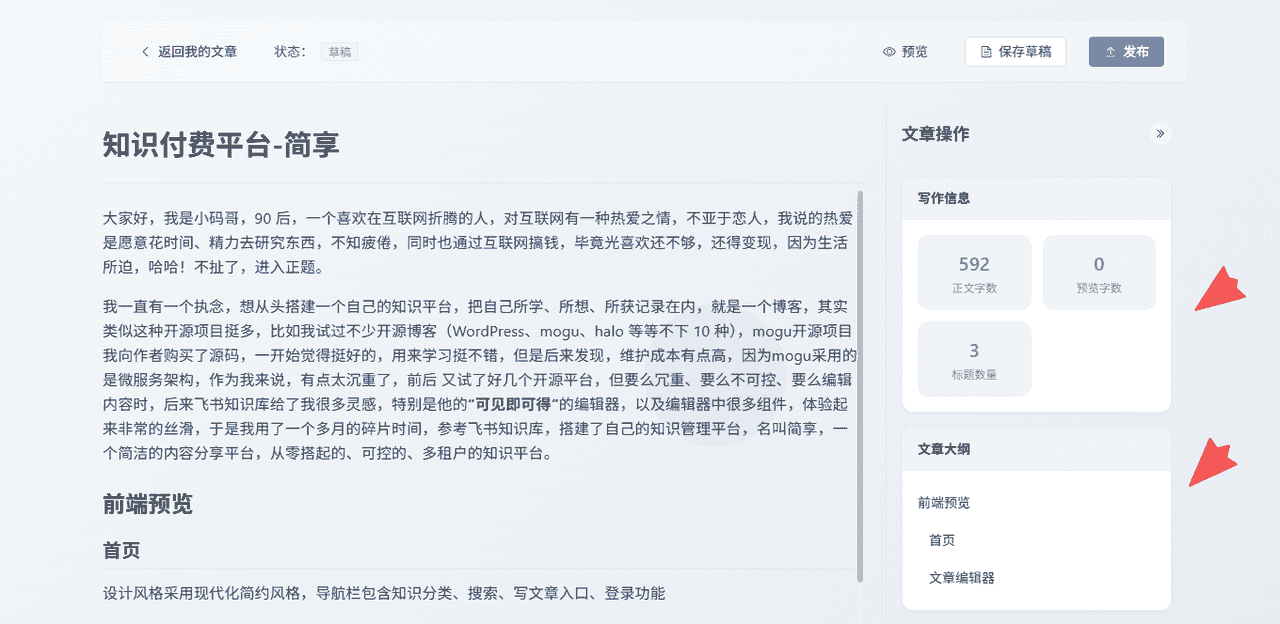 返回我的文章 状态： 草稿 预览 保存草稿 发布
知识付费平台-简享
大家好，我是小码哥，90 后，一个喜欢在互联网折腾的人，对互联网有一种热爱之情，不亚于恋人，我说的热爱
是愿意花时间、精力去研究东西，不知疲倦，同时也通过互联网搞钱，毕竟光喜欢还不够，还得变现，因为生活
所迫，哈哈！不扯了，进入正题。
我一直有一个执念，想从头搭建一个自己的知识平台，把自己所学、所想、所获记录在内，就是一个博客，其实
类似这种开源项目挺多，比如我试过不少开源博客（WordPress、mogu、halo 等等不下 10 种），mogu开源项目
我向作者购买了源码，一开始觉得挺好的，用来学习挺不错，但是后来发现，维护成本有点高，因为mogu采用的
是微服务架构，作为我来说，有点太沉重了，前后 又试了好几个开源平台，但要么冗重、要么不可控、要么编辑
内容时，后来飞书知识库给了我很多灵感，特别是他的“可见即可得”的编辑器，以及编辑器中很多组件，体验起
来非常的丝滑，于是我用了一个多月的碎片时间，参考飞书知识库，搭建了自己的知识管理平台，名叫简享，一
个简洁的内容分享平台，从零搭起的、可控的、多租户的知识平台。
前端预览
首页
设计风格采用现代化简约风格，导航栏包含知识分类、搜索、写文章入口、登录功能
文章操作
写作信息
592 0
正文字数 预览字数
3
标题数量
文章大纲
前端预览
首页
文章编辑器